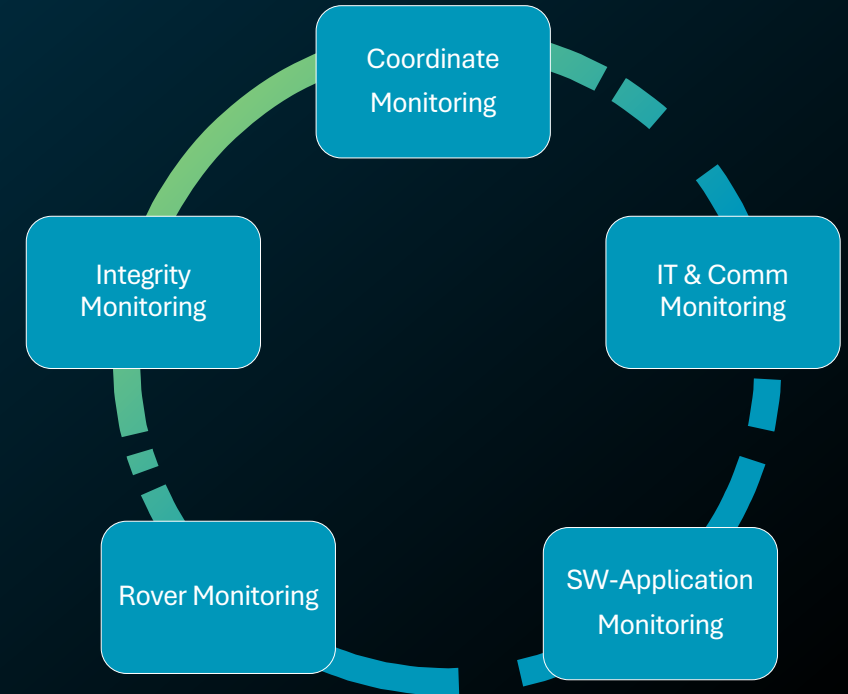 Coordinate
Monitoring
Integrity
Monitoring
IT & Comm
Monitoring
Rover Monitoring
SW-Application
Monitoring